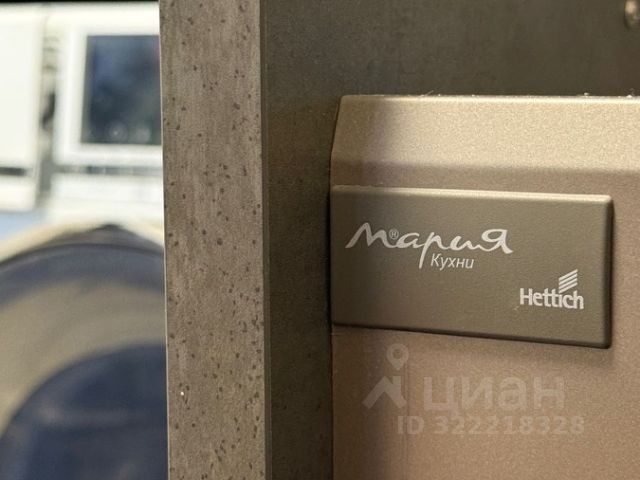 Мария®
Кухни
Hettich
циан
ID 322218328